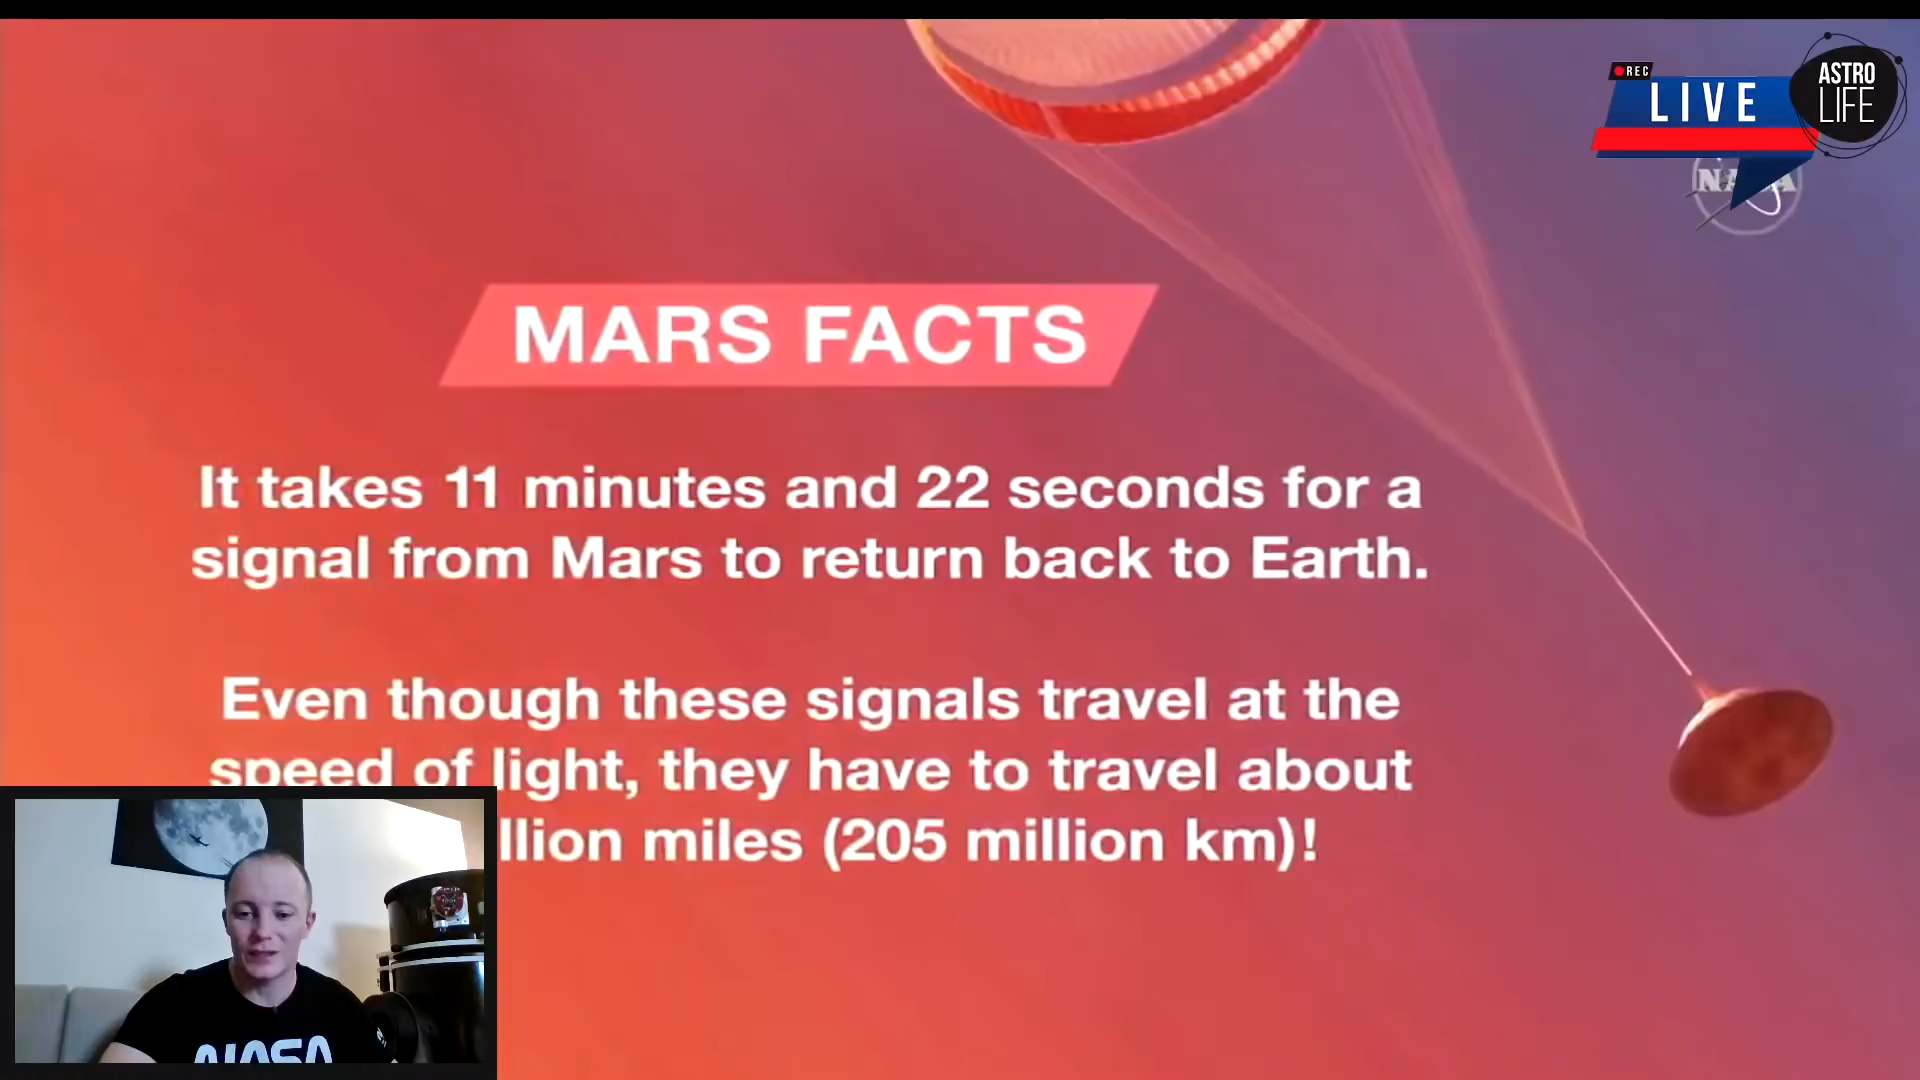 REC
LIVE
ASTRO
LIFE
NASA
MARS FACTS
It takes 11 minutes and 22 seconds for a
signal from Mars to return back to Earth.
Even though these signals travel at the
speed of light, they have to travel about
miles (205 million km)!
NASA